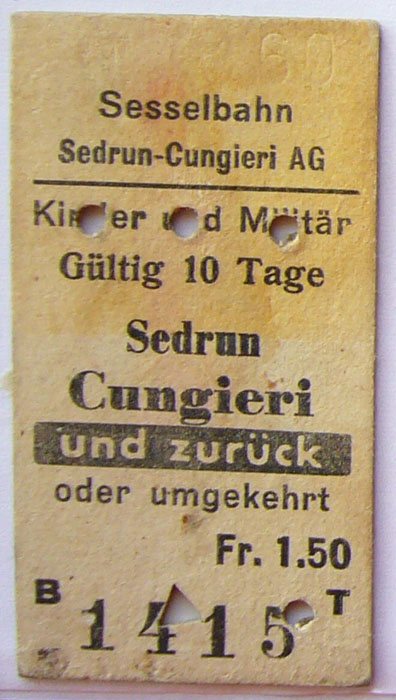 60
Sesselbahn
Sedrun-Cungieri AG
Kinder und Militär
Gültig 10 Tage
Sedrun
Cungieri
und zurück
oder umgekehrt
Fr. 1.50
B 1415 T